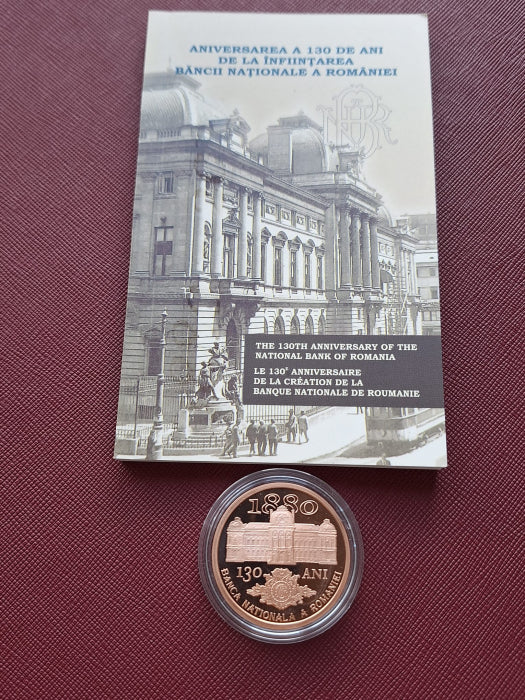 ANIVERSAREA A 130 DE ANI
DE LA ÎNFIINȚAREA
BĂNCII NAȚIONALE A ROMÂNIEI
THE 130TH ANNIVERSARY OF THE
NATIONAL BANK OF ROMANIA
LE 130e ANNIVERSAIRE
DE LA CRÉATION DE LA
BANQUE NATIONALE DE ROUMANIE
1880
130 ANI
BANCA NAȚIONALĂ A ROMÂNIEI